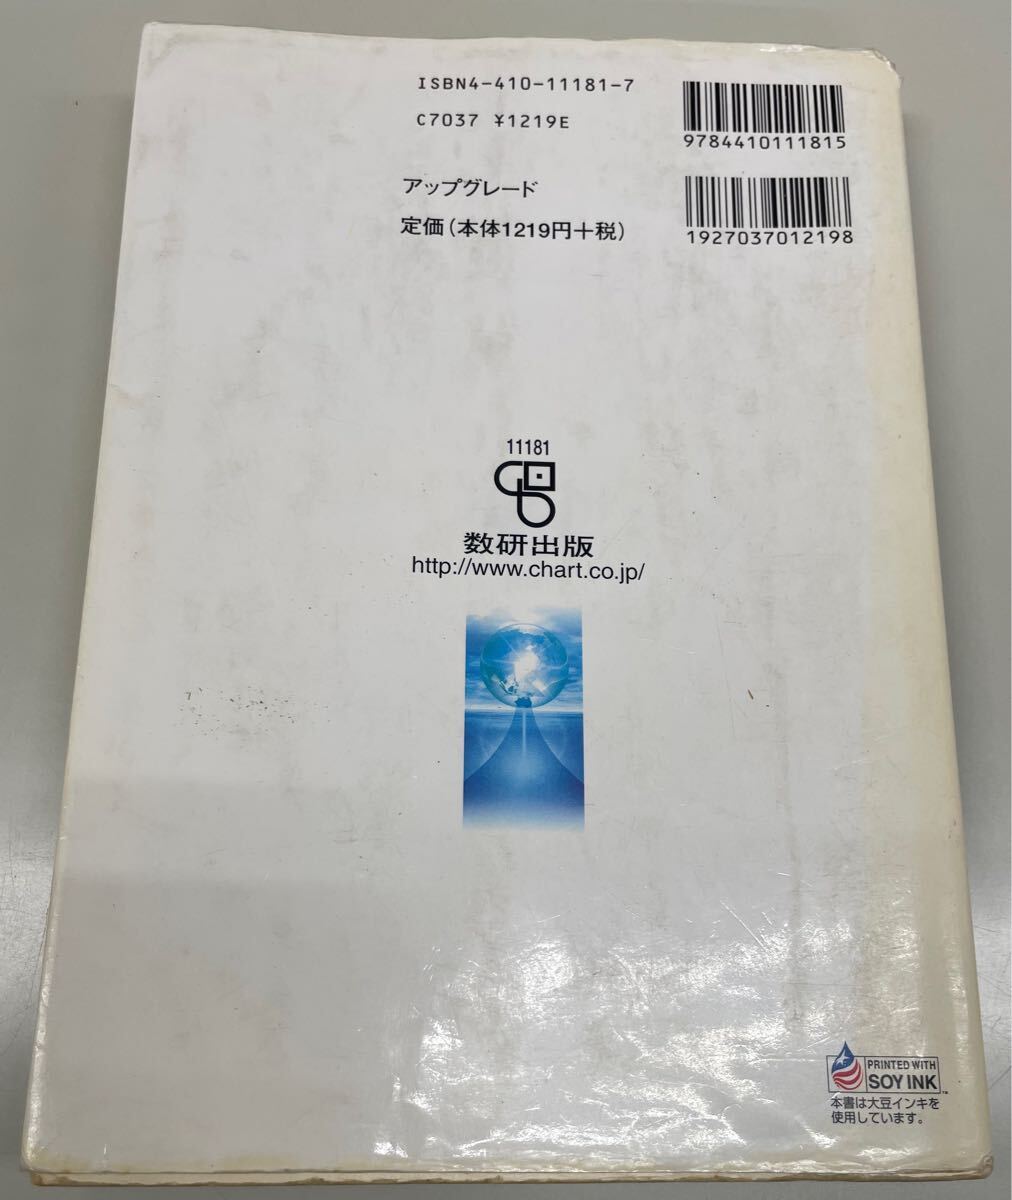 ISBN4-410-11181-7
C7037 ¥1219E
9784410111815
アップグレード
定価(本体1219円+税)
1927037012198
11181
数研出版
http://www.chart.co.jp/
PRINTED WITH
SOY INK™
本書は大豆インキを
使用しています。